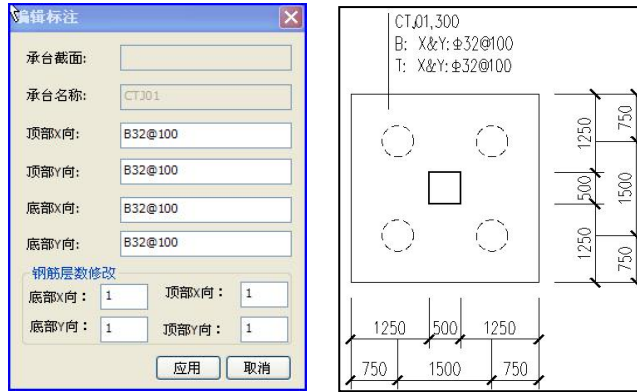 编辑标注
承台截面:
承台名称: CTJ01
顶部X向: B32@100
顶部Y向: B32@100
底部X向: B32@100
底部Y向: B32@100
钢筋层数修改
底部X向: 1 顶部X向: 1
底部Y向: 1 顶部Y向: 1
应用 取消
CTJ01,300
B: X&Y:Φ32@100
T: X&Y:Φ32@100
1250 750
500 1500
1250 750
1250 500 1250
750 1500 750